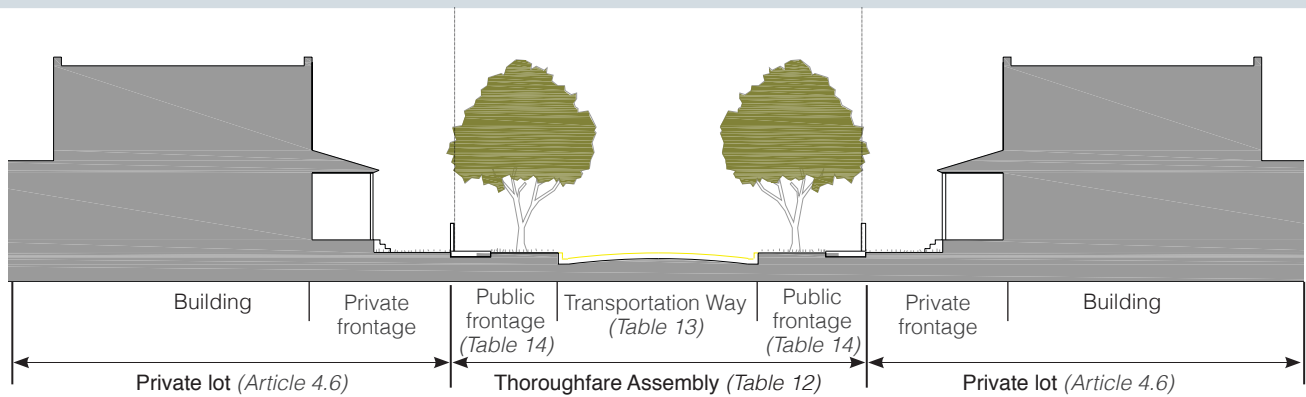 Building
Private
frontage
Public
frontage
(Table 14)
Transportation Way
(Table 13)
Public
frontage
(Table 14)
Private
frontage
Building
Private lot (Article 4.6)
Thoroughfare Assembly (Table 12)
Private lot (Article 4.6)